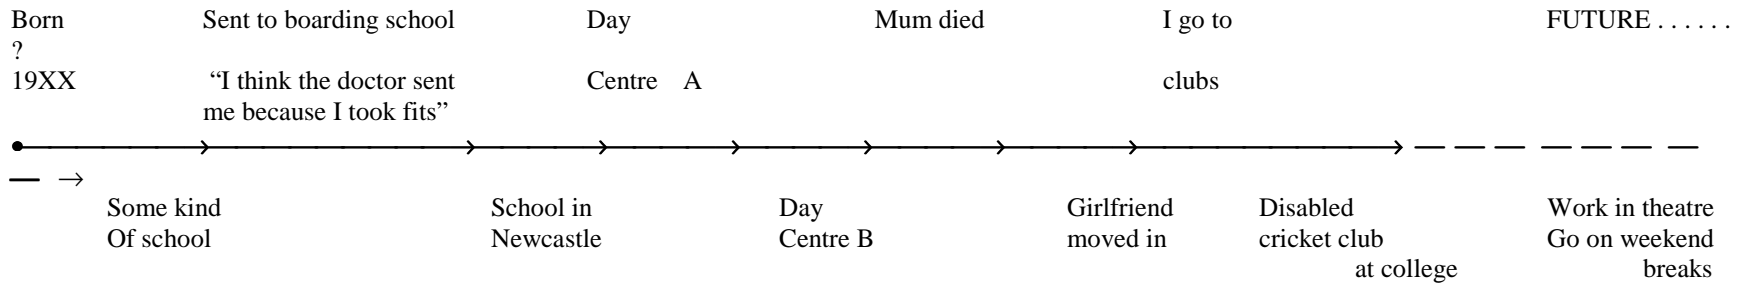 Born Sent to boarding school Day Mum died I go to FUTURE . . . . . .
?
19XX “I think the doctor sent Centre A clubs
me because I took fits”
Some kind School in Day Girlfriend Disabled Work in theatre
Of school Newcastle Centre B moved in cricket club Go on weekend
at college breaks